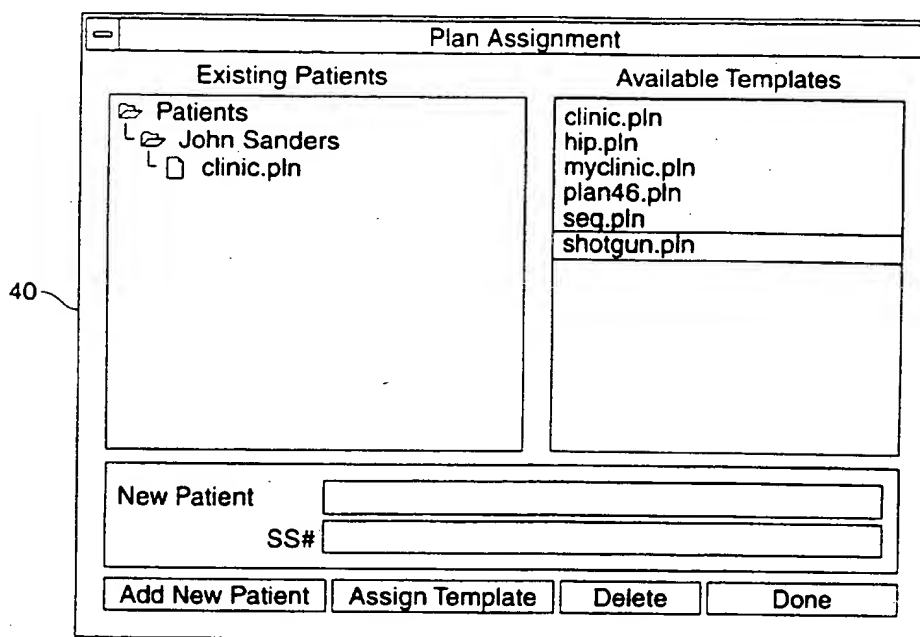 Plan Assignment
Existing Patients
Patients
John Sanders
clinic.pln
Available Templates
clinic.pln
hip.pln
myclinic.pln
plan46.pln
seq.pln
shotgun.pln
40
New Patient
SS#
Add New Patient
Assign Template
Delete
Done